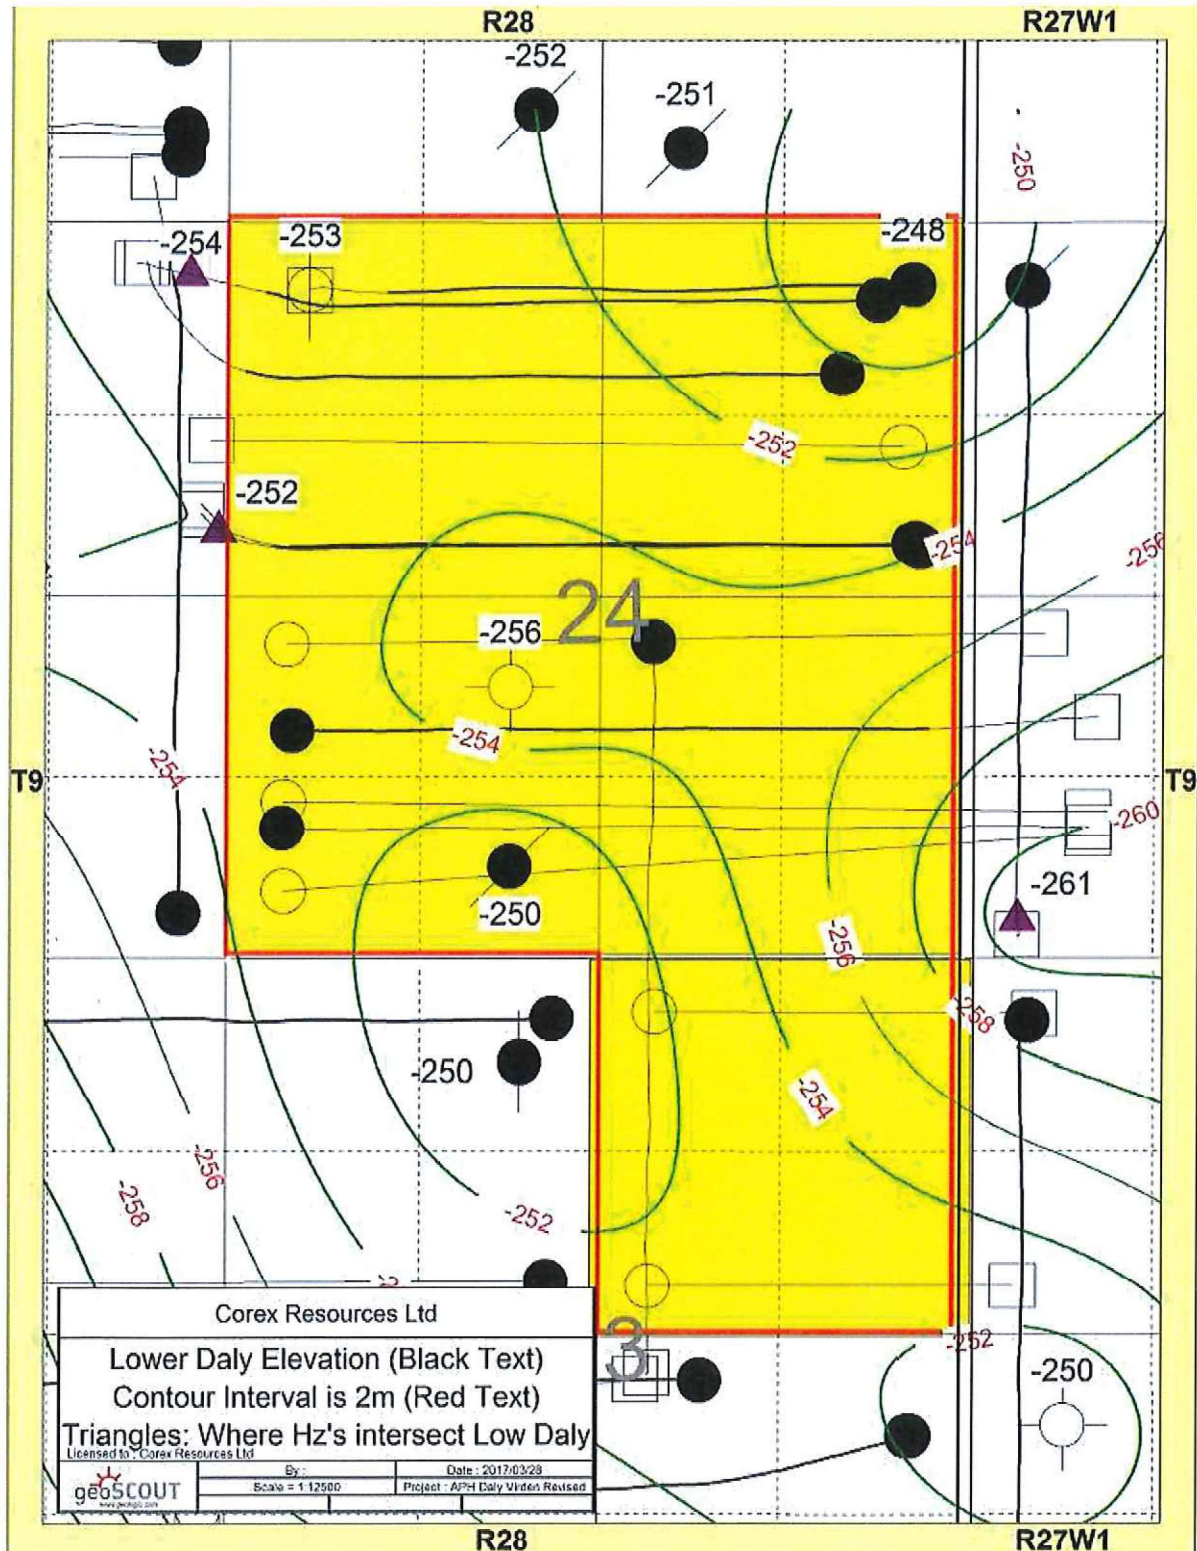 R28
R27W1
-252
-251
-250
-254
-253
-248
-252
-252
-254
-256
24
-256
-254
-254
T9
T9
-260
-261
-250
-256
-258
-250
-254
-256
-258
-252
-252
3
-250
Corex Resources Ltd
Lower Daly Elevation (Black Text)
Contour Interval is 2m (Red Text)
Triangles: Where Hz's intersect Low Daly
Licensed to : Corex Resources Ltd
geoSCOUT
By :
Date : 2017/03/28
Scale = 1:12500
Project : APH Daly Virden Revised
R28
R27W1